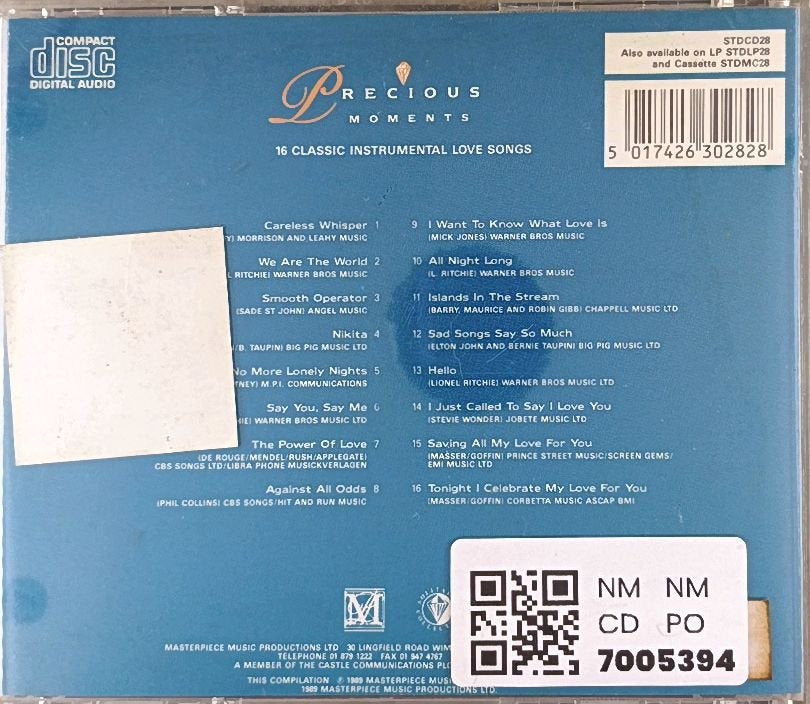 COMPACT
disc
DIGITAL AUDIO
STDCD28
Also available on LP STDLP28
and Cassette STDMC28
5 017426 302828
PRECIOUS
MOMENTS
16 CLASSIC INSTRUMENTAL LOVE SONGS
Careless Whisper 1
MORRISON AND LEAHY MUSIC
We Are The World 2
L RITCHIE) WARNER BROS MUSIC
Smooth Operator 3
(SADE ST JOHN) ANGEL MUSIC
Nikita 4
/B. TAUPIN) BIG PIG MUSIC LTD
No More Lonely Nights 5
M.P.I. COMMUNICATIONS
Say You, Say Me 6
WARNER BROS MUSIC LTD
The Power Of Love 7
(DE ROUGE/MENDEL/RUSH/APPLEGATE)
CBS SONGS LTD/LIBRA PHONE MUSICKVERLAGEN
Against All Odds 8
(PHIL COLLINS) CBS SONGS/HIT AND RUN MUSIC
9 I Want To Know What Love Is
(MICK JONES) WARNER BROS MUSIC
10 All Night Long
(L. RITCHIE) WARNER BROS MUSIC
11 Islands In The Stream
(BARRY, MAURICE AND ROBIN GIBB) CHAPPELL MUSIC LTD
12 Sad Songs Say So Much
(ELTON JOHN AND BERNIE TAUPIN) BIG PIG MUSIC LTD
13 Hello
(LIONEL RITCHIE) WARNER BROS MUSIC LTD
14 I Just Called To Say I Love You
(STEVIE WONDER) JOBETE MUSIC LTD
15 Saving All My Love For You
(MASSER/GOFFIN) PRINCE STREET MUSIC/SCREEN GEMS/
EMI MUSIC LTD
16 Tonight I Celebrate My Love For You
(MASSER/GOFFIN) CORBETTA MUSIC ASCAP BMI
MASTERPIECE MUSIC PRODUCTIONS LTD 30 LINGFIELD ROAD
TELEPHONE 01 879 1222 FAX 01 947 4767
A MEMBER OF THE CASTLE COMMUNICATIONS
THIS COMPILATION ℗ 1989 MASTERPIECE
1989 MASTERPIECE MUSIC PRODUCTIONS LTD.
NM NM
CD PO
7005394